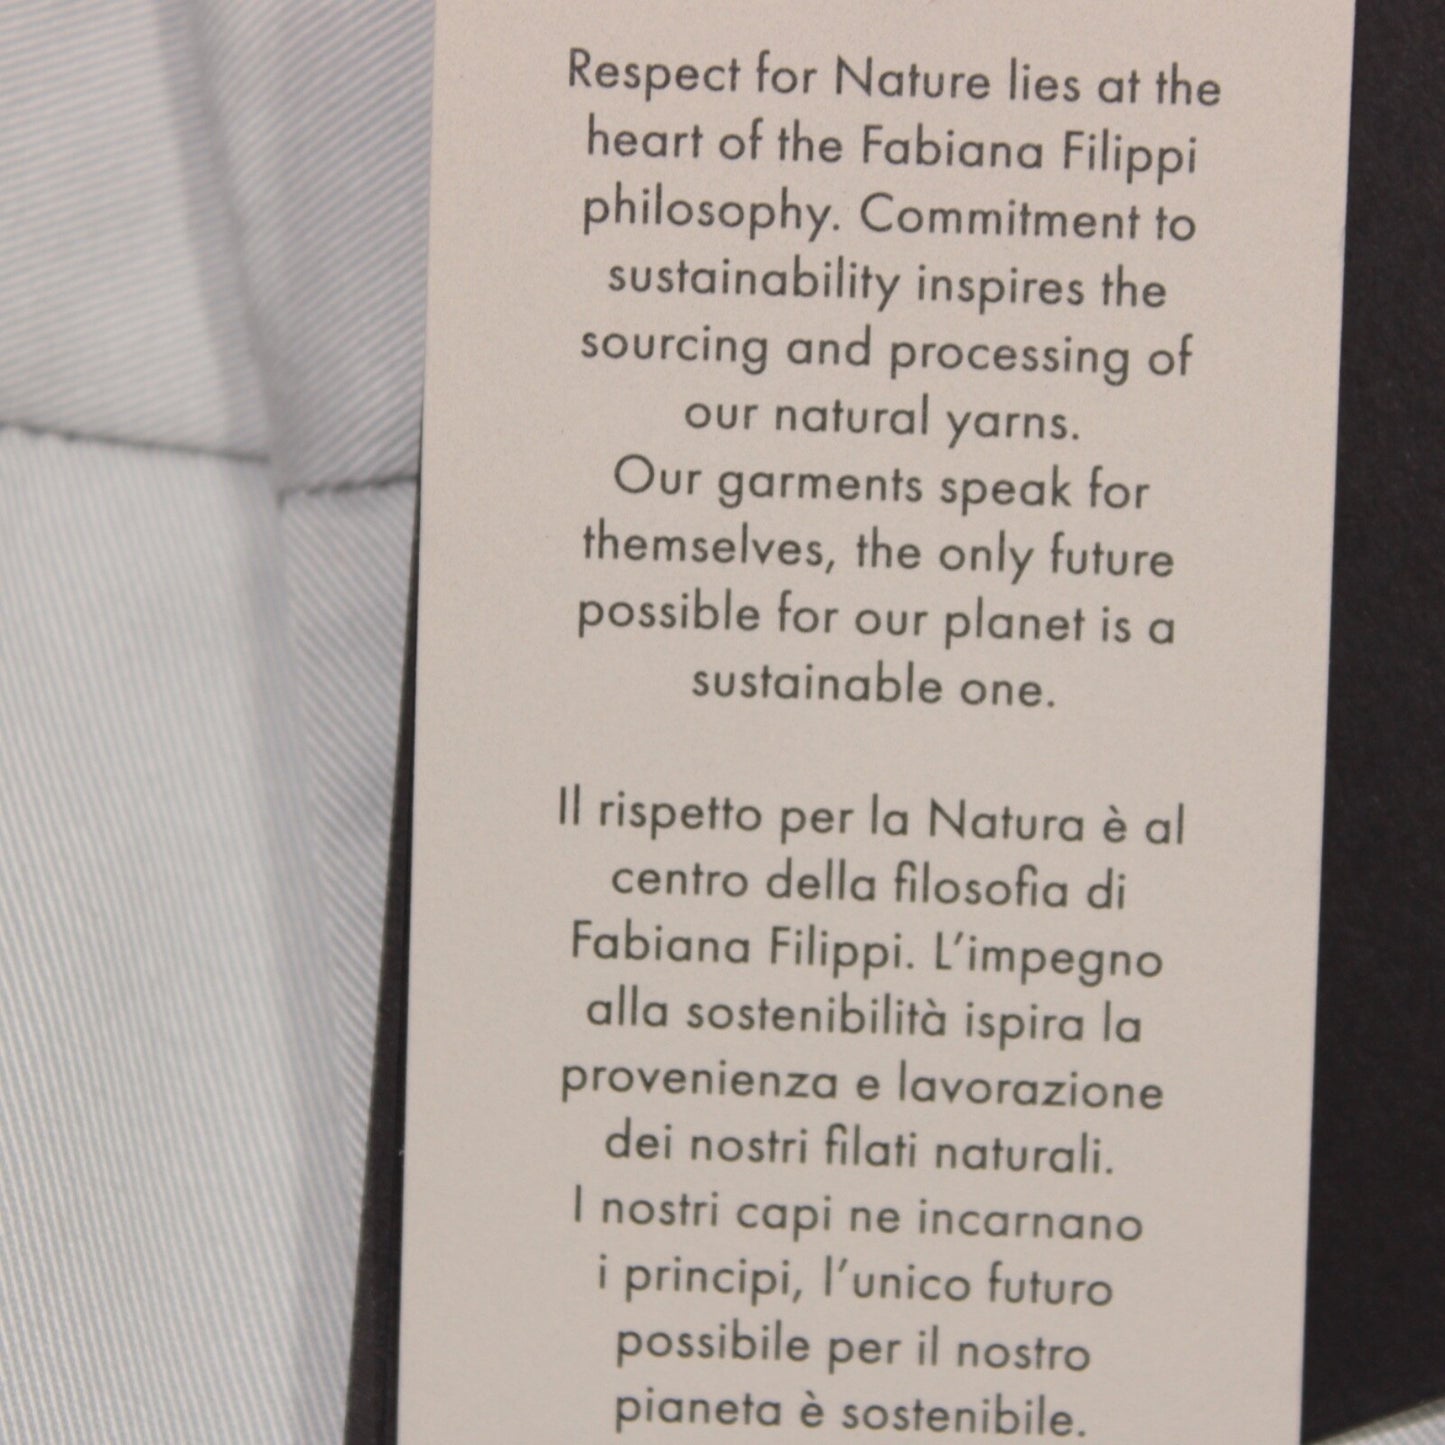 Respect for Nature lies at the
heart of the Fabiana Filippi
philosophy. Commitment to
sustainability inspires the
sourcing and processing of
our natural yarns.
Our garments speak for
themselves, the only future
possible for our planet is a
sustainable one.
Il rispetto per la Natura è al
centro della filosofia di
Fabiana Filippi. L'impegno
alla sostenibilità ispira la
provenienza e lavorazione
dei nostri filati naturali.
I nostri capi ne incarnano
i principi, l'unico futuro
possibile per il nostro
pianeta è sostenibile.